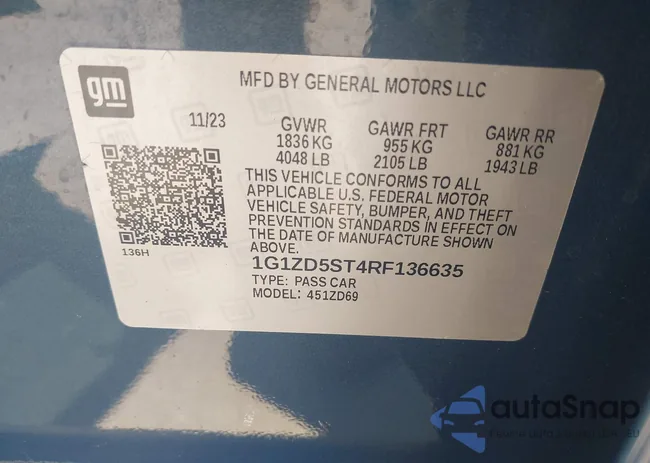 gm
MFD BY GENERAL MOTORS LLC
11/23 GVWR GAWR FRT GAWR RR
1836 KG 955 KG 881 KG
4048 LB 2105 LB 1943 LB
THIS VEHICLE CONFORMS TO ALL
APPLICABLE U.S. FEDERAL MOTOR
VEHICLE SAFETY, BUMPER, AND THEFT
PREVENTION STANDARDS IN EFFECT ON
THE DATE OF MANUFACTURE SHOWN
ABOVE.
136H
1G1ZD5ST4RF136635
TYPE: PASS CAR
MODEL: 451ZD69
autoSnap